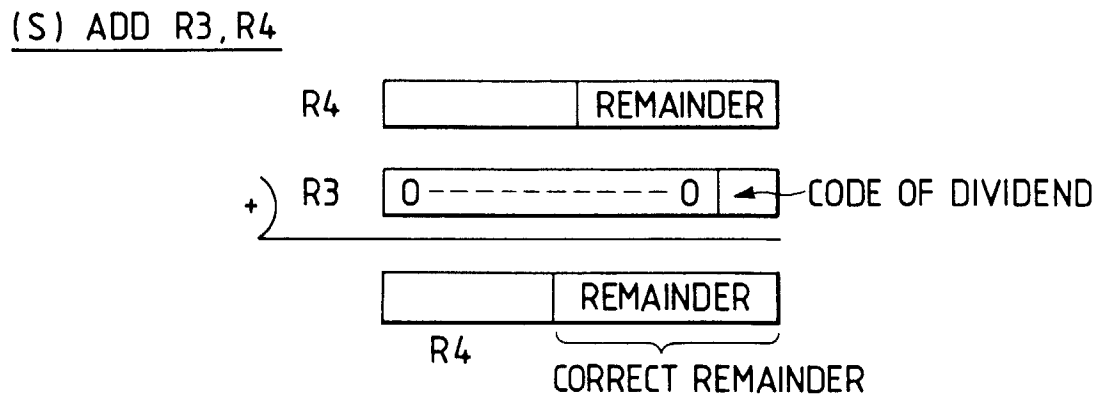 (S) ADD R3,R4
R4 REMAINDER
+ R3 0 ----------- 0 CODE OF DIVIDEND
REMAINDER
R4
CORRECT REMAINDER